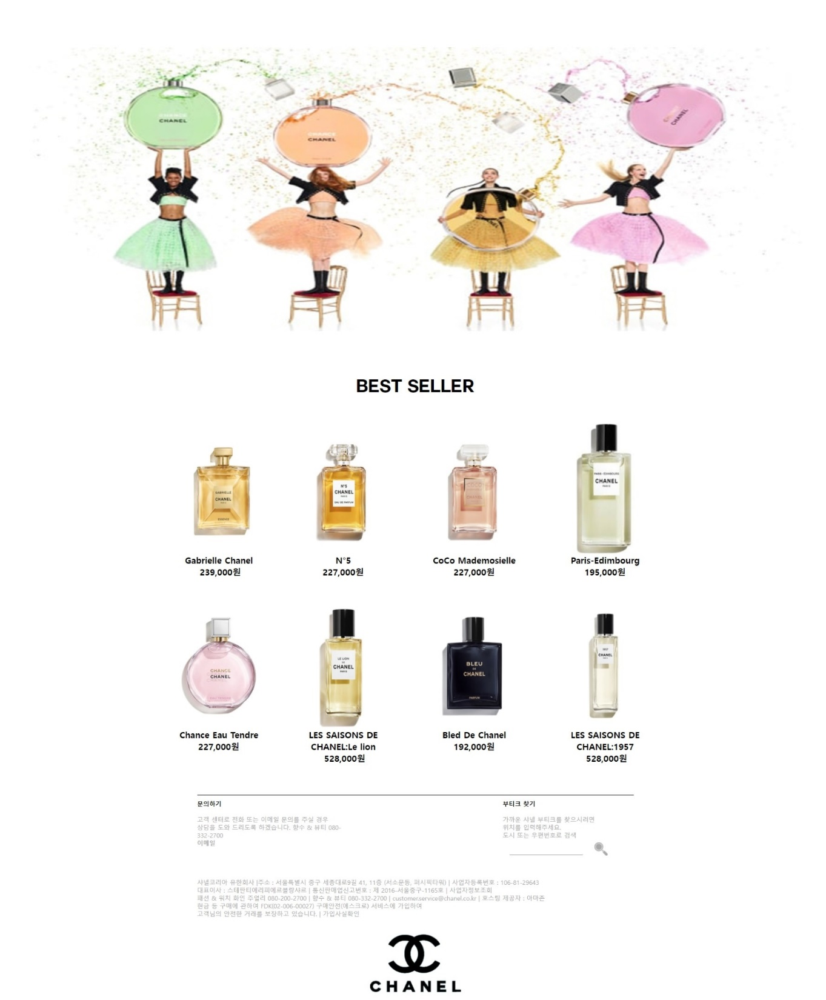 CHANCE
CHANEL
CHANCE
CHANEL
CHANEL
BEST SELLER
GABRIELLE
CHANEL
PARIS
ESSENCE
N°5
CHANEL
PARIS
EAU DE PARFUM
COCO
CHANEL
PARIS-EDIMBOURG
CHANEL
PARIS
Gabrielle Chanel
239,000원
N°5
227,000원
CoCo Mademosielle
227,000원
Paris-Edimbourg
195,000원
CHANCE
CHANEL
EAU TENDRE
LE LION
DE
CHANEL
PARIS
BLEU
DE
CHANEL
PARFUM
1957
CHANEL
PARIS
Chance Eau Tendre
227,000원
LES SAISONS DE
CHANEL:Le lion
528,000원
Bled De Chanel
192,000원
LES SAISONS DE
CHANEL:1957
528,000원
문의하기
고객 센터로 전화 또는 이메일 문의를 주실 경우
상담을 도와 드리도록 하겠습니다. 향수 & 뷰티 080-
332-2700
이메일
부티크 찾기
가까운 샤넬 부티크를 찾으시려면
위치를 입력해주세요.
도시 또는 우편번호로 검색
샤넬코리아 유한회사 |주소 : 서울특별시 중구 세종대로9길 41, 11층 (서소문동, 퍼시픽타워) | 사업자등록번호 : 106-81-29643
대표이사 : 스테판티에리피에르블랑샤르 | 통신판매업신고번호 : 제 2016-서울중구-1165호 | 사업자정보조회
패션 & 워치 화인 주얼리 080-200-2700 | 향수 & 뷰티 080-332-2700 | customer.service@chanel.co.kr | 호스팅 제공자 : 아마존
현금 등 구매에 관하여 FDK(02-006-00027) 구매안전(에스크로) 서비스에 가입하여
고객님의 안전한 거래를 보장하고 있습니다. | 가입사실확인
CHANEL